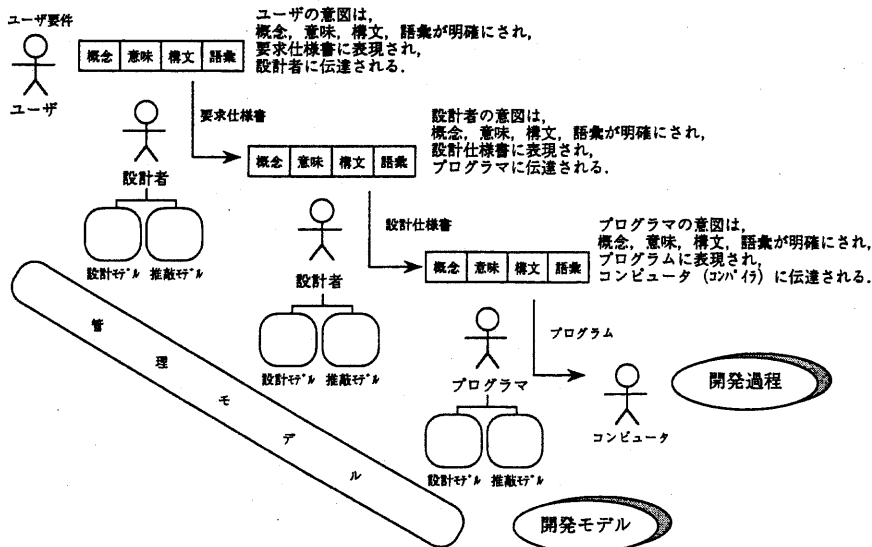 ユーザ要件
ユーザ
概念 意味 構文 語彙
ユーザの意図は,
概念, 意味, 構文, 語彙が明確にされ,
要求仕様書に表現され,
設計者に伝達される.
要求仕様書
設計者
設計モデル 推敲モデル
概念 意味 構文 語彙
設計者の意図は,
概念, 意味, 構文, 語彙が明確にされ,
設計仕様書に表現され,
プログラマに伝達される.
設計仕様書
設計者
設計モデル 推敲モデル
概念 意味 構文 語彙
プログラマの意図は,
概念, 意味, 構文, 語彙が明確にされ,
プログラムに表現され,
コンピュータ (コンパイラ) に伝達される.
プログラム
プログラマ
設計モデル 推敲モデル
コンピュータ
開発過程
管理モデル
開発モデル